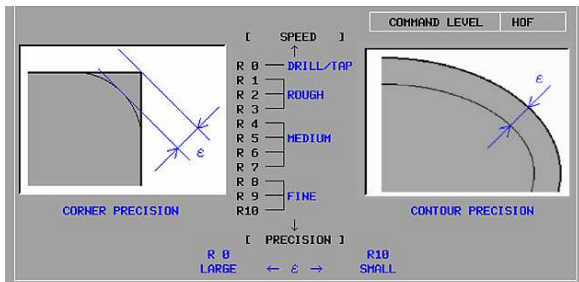 COMMAND LEVEL HOF
[ SPEED ]
↑
R 0 DRILL/TAP
R 1
R 2 ROUGH
R 3
R 4
R 5 MEDIUM
R 6
R 7
R 8
R 9 FINE
R10
↓
[ PRECISION ]
ε
CORNER PRECISION
ε
CONTOUR PRECISION
R 0 R10
LARGE ← ε → SMALL